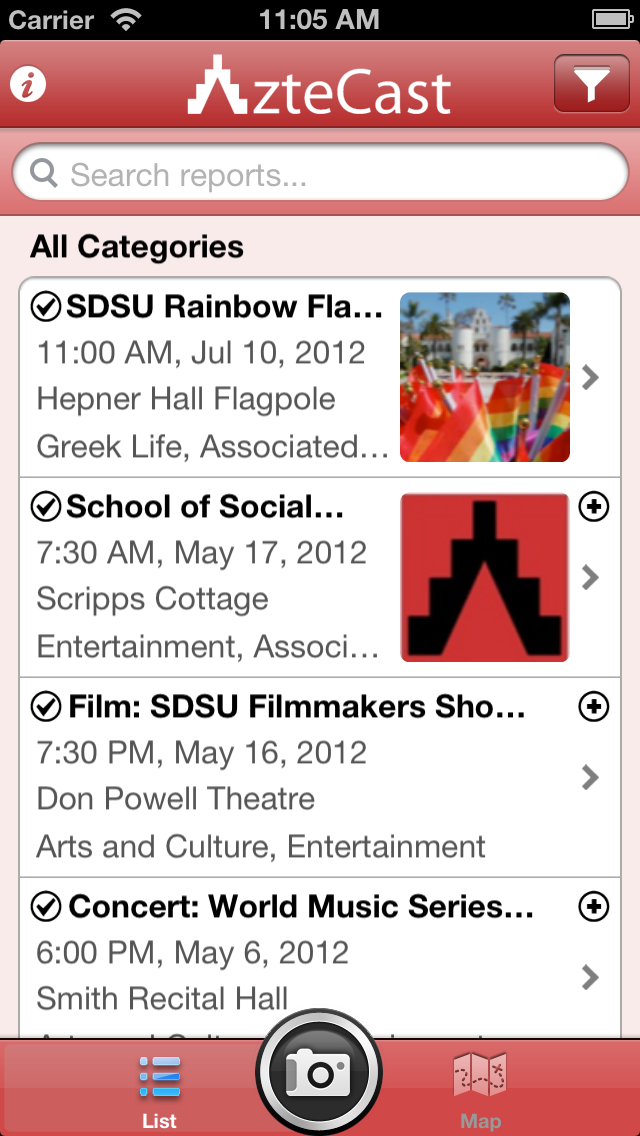 Carrier 11:05 AM
AzteCast
Search reports...
All Categories
SDSU Rainbow Fla...
11:00 AM, Jul 10, 2012
Hepner Hall Flagpole
Greek Life, Associated...
School of Social...
7:30 AM, May 17, 2012
Scripps Cottage
Entertainment, Associ...
Film: SDSU Filmmakers Sho...
7:30 PM, May 16, 2012
Don Powell Theatre
Arts and Culture, Entertainment
Concert: World Music Series...
6:00 PM, May 6, 2012
Smith Recital Hall
List
Map